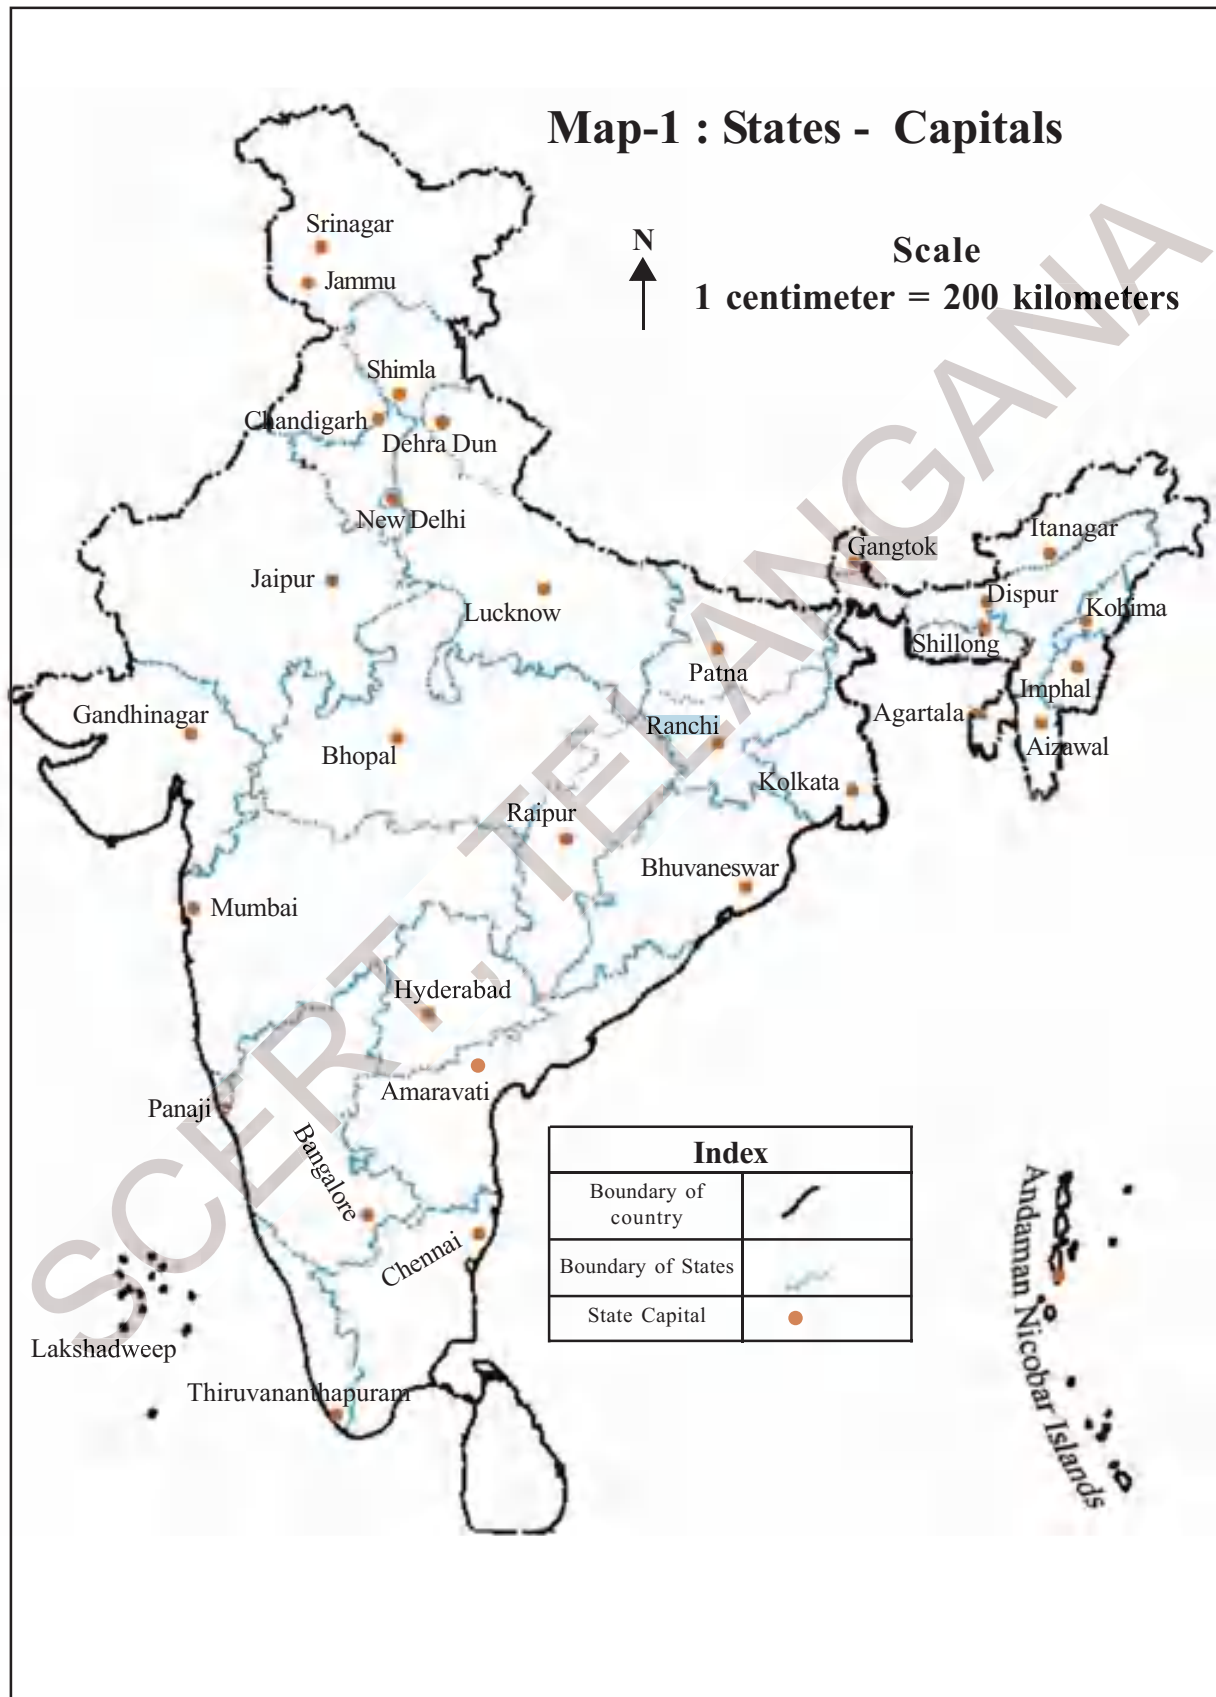 Map-1 : States - Capitals
N
Scale
1 centimeter = 200 kilometers
Srinagar
Jammu
Shimla
Chandigarh
Dehra Dun
New Delhi
Jaipur
Lucknow
Gangtok
Itanagar
Dispur
Kohima
Shillong
Patna
Imphal
Gandhinagar
Agartala
Ranchi
Bhopal
Aizawal
Kolkata
Raipur
Bhuvaneswar
Mumbai
Hyderabad
Amaravati
Panaji
Bangalore
Chennai
Index
Boundary of
country
Boundary of States
State Capital
Andaman Nicobar Islands
Lakshadweep
Thiruvananthapuram
SCERT, TELANGANA